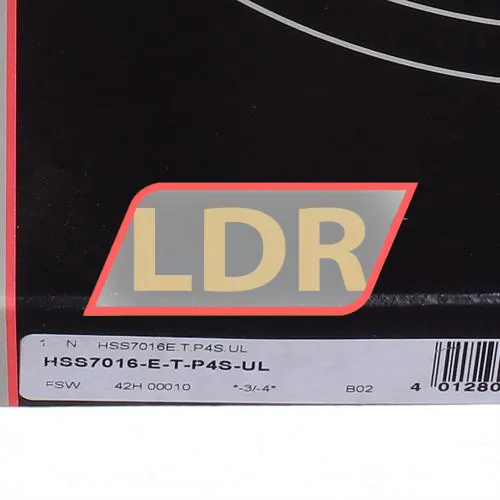 LDR
1 N HSS7016E.T.P4S.UL
HSS7016-E-T-P4S-UL
FSW 42H 00010 *-3/-4* B02 4 01280